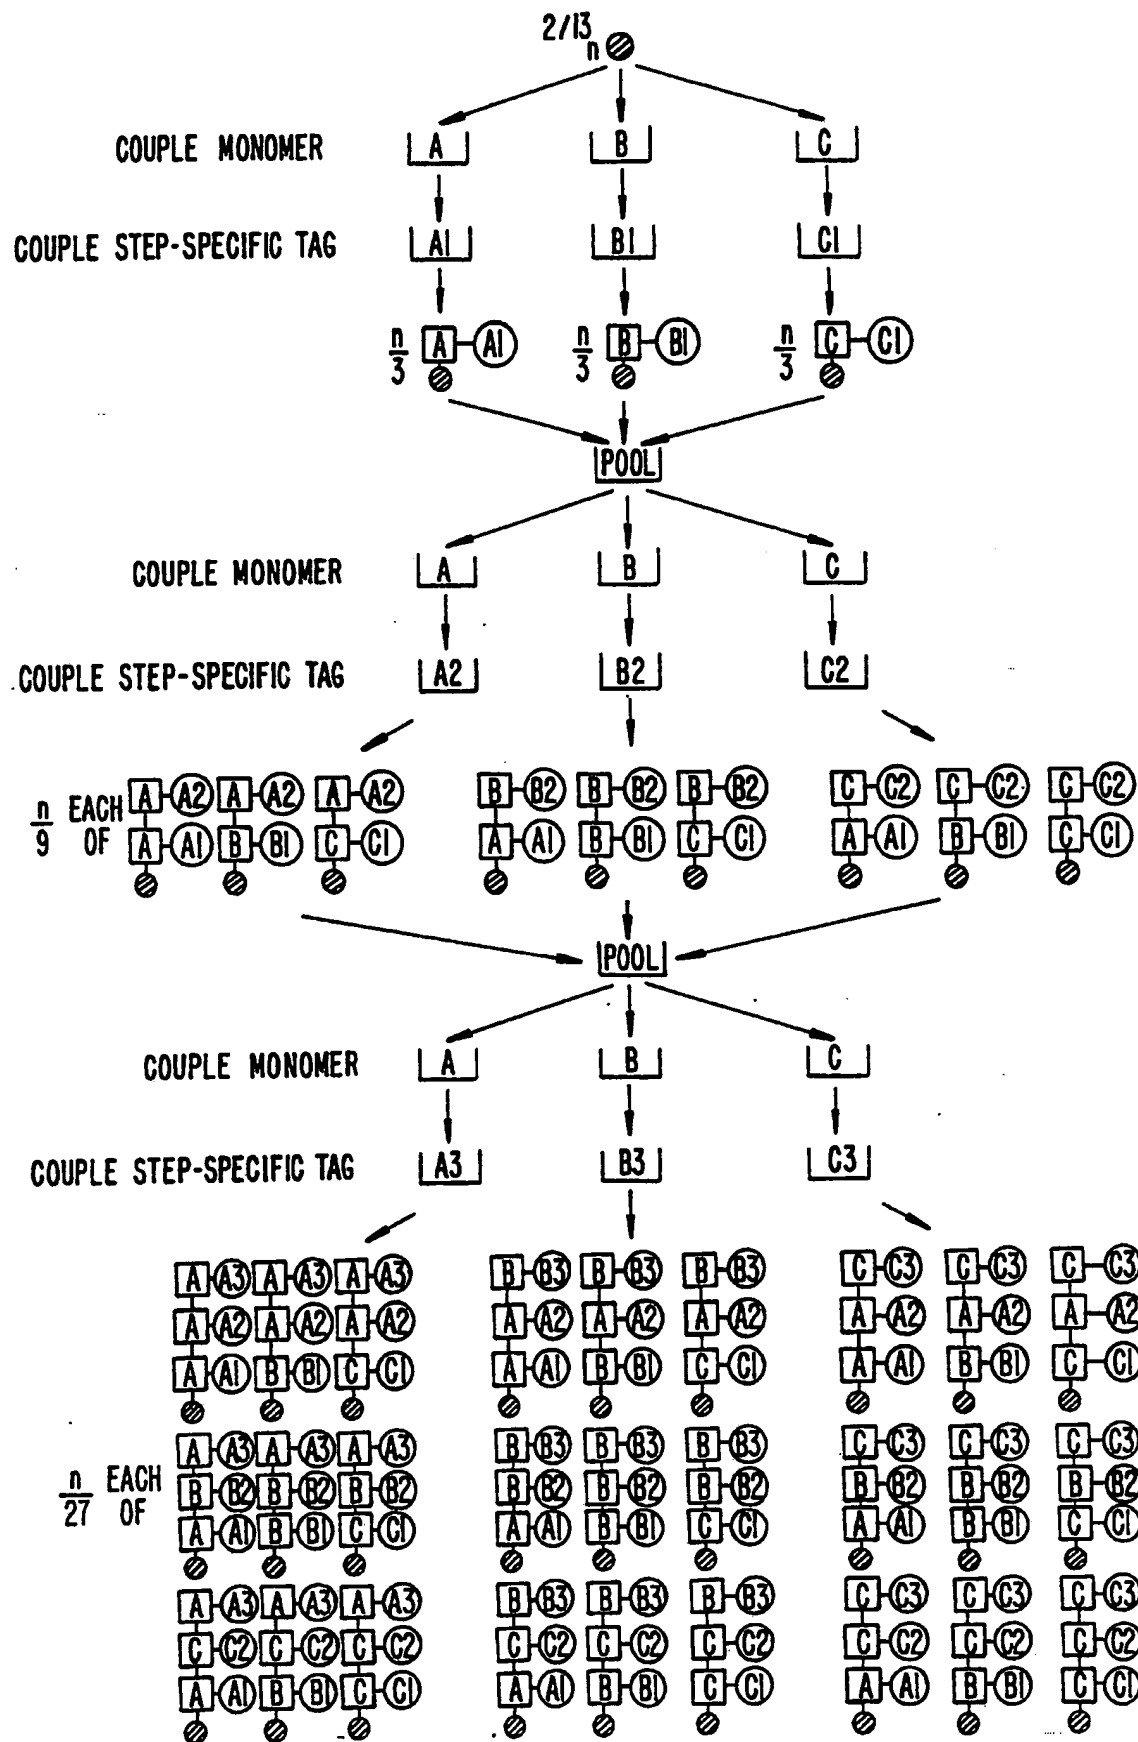 2/13
n
A B C
COUPLE MONOMER
A1 B1 C1
COUPLE STEP-SPECIFIC TAG
n/3 A A1 n/3 B B1 n/3 C C1
POOL
COUPLE MONOMER A B C
COUPLE STEP-SPECIFIC TAG A2 B2 C2
A A2 A A2 A A2 B B2 B B2 B B2 C C2 C C2 C C2
n/9 EACH OF
A A1 B B1 C C1 A A1 B B1 C C1 A A1 B B1 C C1
POOL
COUPLE MONOMER A B C
COUPLE STEP-SPECIFIC TAG A3 B3 C3
A A3 A A3 A A3 B B3 B B3 B B3 C C3 C C3 C C3
A A2 A A2 A A2 A A2 A A2 A A2 A A2 A A2 A A2
A A1 B B1 C C1 A A1 B B1 C C1 A A1 B B1 C C1
n/27 EACH OF
A A3 A A3 A A3 B B3 B B3 B B3 C C3 C C3 C C3
B B2 B B2 B B2 B B2 B B2 B B2 B B2 B B2 B B2
A A1 B B1 C C1 A A1 B B1 C C1 A A1 B B1 C C1
A A3 A A3 A A3 B B3 B B3 B B3 C C3 C C3 C C3
C C2 C C2 C C2 C C2 C C2 C C2 C C2 C C2 C C2
A A1 B B1 C C1 A A1 B B1 C C1 A A1 B B1 C C1